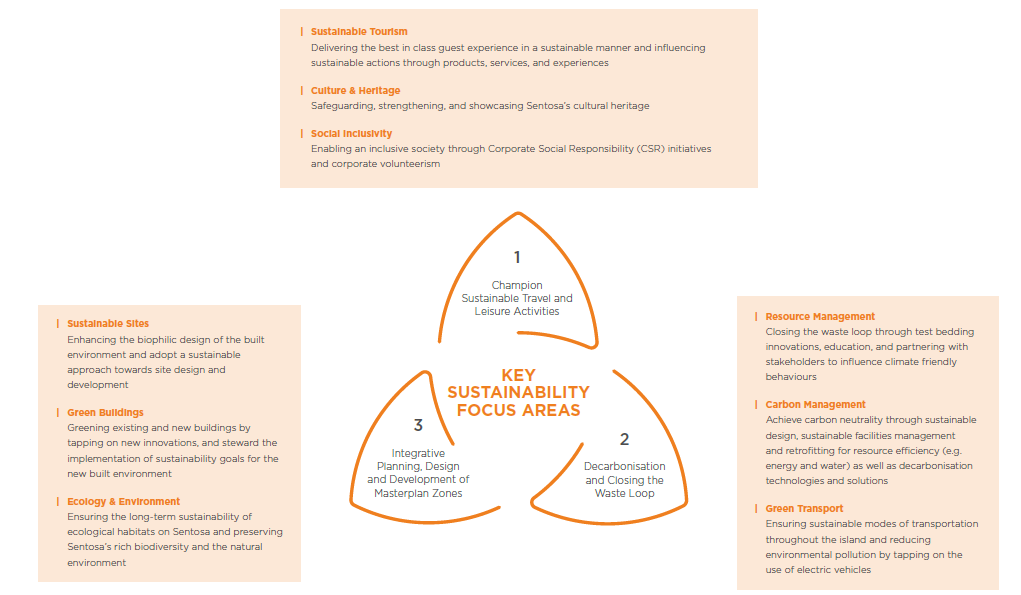 Sustainable Tourism
Delivering the best in class guest experience in a sustainable manner and influencing
sustainable actions through products, services, and experiences
Culture & Heritage
Safeguarding, strengthening, and showcasing Sentosa's cultural heritage
Social Inclusivity
Enabling an inclusive society through Corporate Social Responsibility (CSR) initiatives
and corporate volunteerism
1
Champion
Sustainable Travel and
Leisure Activities
KEY
SUSTAINABILITY
FOCUS AREAS
2
Decarbonisation
and Closing the
Waste Loop
3
Integrative
Planning, Design
and Development of
Masterplan Zones
Resource Management
Closing the waste loop through test bedding
innovations, education, and partnering with
stakeholders to influence climate friendly
behaviours
Carbon Management
Achieve carbon neutrality through sustainable
design, sustainable facilities management
and retrofitting for resource efficiency (e.g.
energy and water) as well as decarbonisation
technologies and solutions
Green Transport
Ensuring sustainable modes of transportation
throughout the island and reducing
environmental pollution by tapping on the
use of electric vehicles
Sustainable Sites
Enhancing the biophilic design of the built
environment and adopt a sustainable
approach towards site design and
development
Green Buildings
Greening existing and new buildings by
tapping on new innovations, and steward the
implementation of sustainability goals for the
new built environment
Ecology & Environment
Ensuring the long-term sustainability of
ecological habitats on Sentosa and preserving
Sentosa's rich biodiversity and the natural
environment